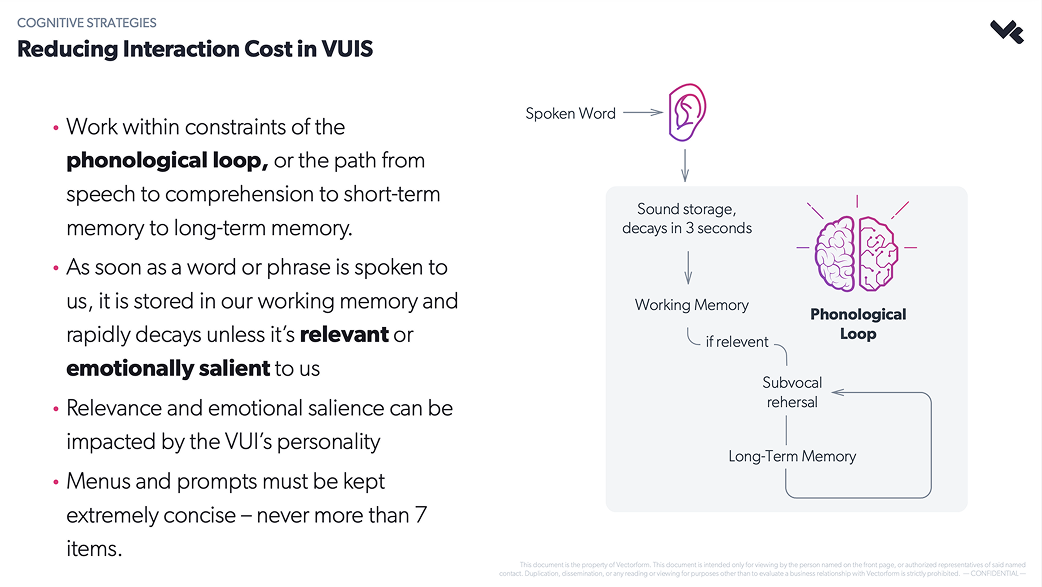 COGNITIVE STRATEGIES
Reducing Interaction Cost in VUIS
• Work within constraints of the
phonological loop, or the path from
speech to comprehension to short-term
memory to long-term memory.
• As soon as a word or phrase is spoken to
us, it is stored in our working memory and
rapidly decays unless it's relevant or
emotionally salient to us
• Relevance and emotional salience can be
impacted by the VUI's personality
• Menus and prompts must be kept
extremely concise – never more than 7
items.
Spoken Word
Sound storage,
decays in 3 seconds
Working Memory
if relevent
Subvocal
rehersal
Long-Term Memory
Phonological
Loop
This document is the property of Vectorform. This document is intended only for viewing by the person named on the front page, or authorized representatives of said named
contact. Duplication, dissemination, or any reading or viewing for purposes other than to evaluate a business relationship with Vectorform is strictly prohibited. — CONFIDENTIAL —